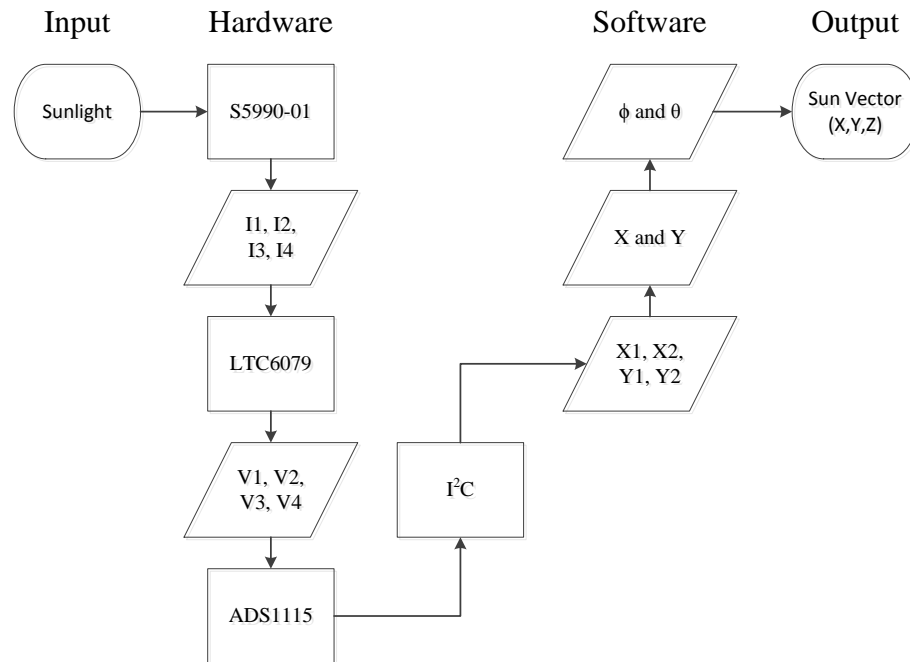 Input
Hardware
Software
Output
Sunlight
S5990-01
I1, I2,
I3, I4
LTC6079
V1, V2,
V3, V4
ADS1115
I²C
X1, X2,
Y1, Y2
X and Y
ϕ and θ
Sun Vector
(X,Y,Z)